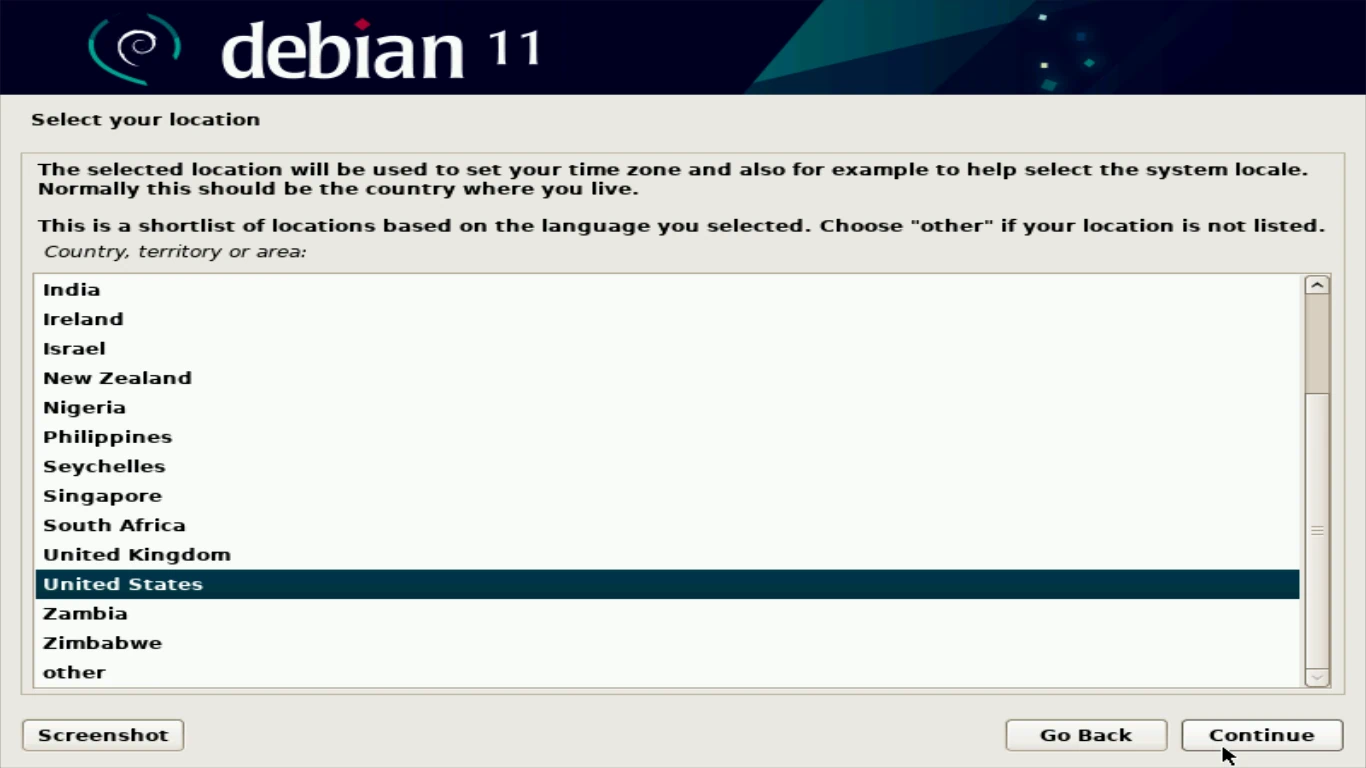 debian 11
Select your location
The selected location will be used to set your time zone and also for example to help select the system locale.
Normally this should be the country where you live.
This is a shortlist of locations based on the language you selected. Choose "other" if your location is not listed.
Country, territory or area:
India
Ireland
Israel
New Zealand
Nigeria
Philippines
Seychelles
Singapore
South Africa
United Kingdom
United States
Zambia
Zimbabwe
other
Screenshot
Go Back
Continue